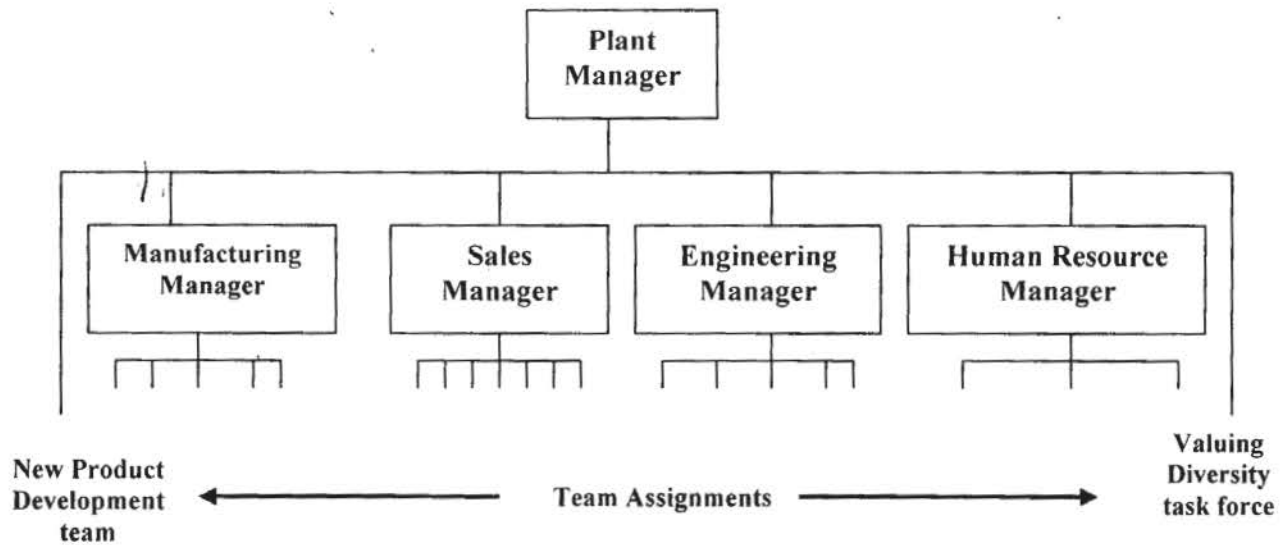 Plant
Manager
Manufacturing
Manager
Sales
Manager
Engineering
Manager
Human Resource
Manager
New Product
Development
team
Team Assignments
Valuing
Diversity
task force